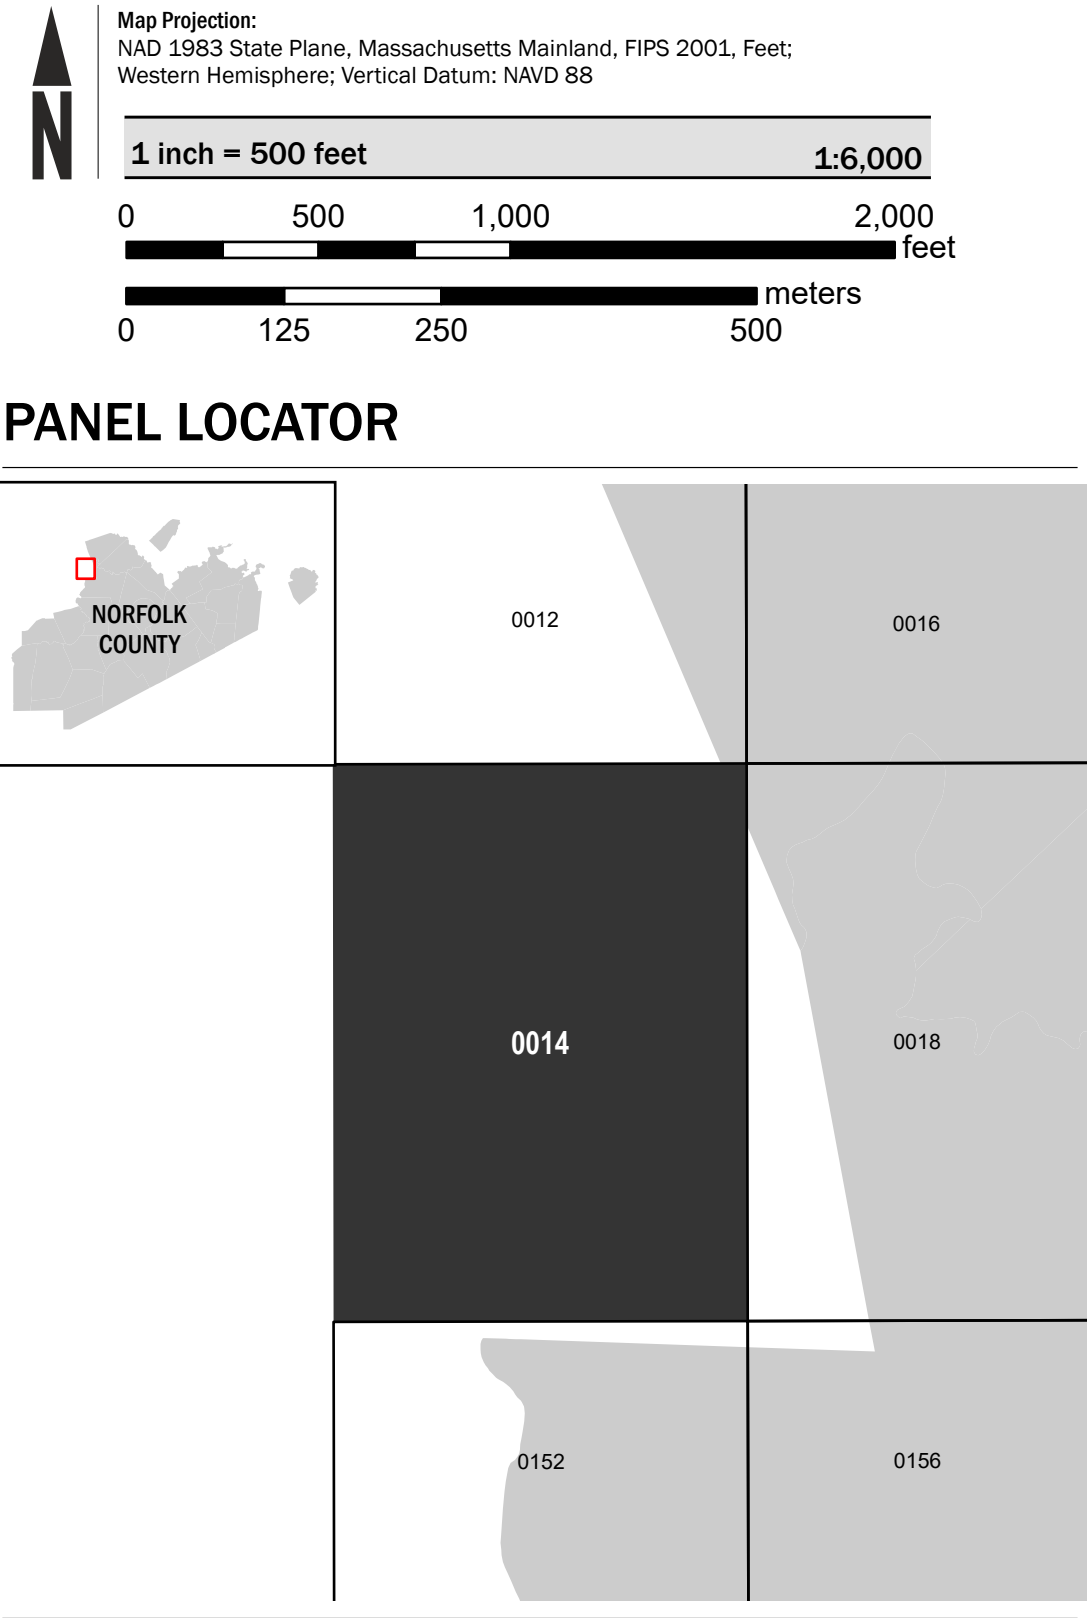 N
Map Projection:
NAD 1983 State Plane, Massachusetts Mainland, FIPS 2001, Feet;
Western Hemisphere; Vertical Datum: NAVD 88
1 inch = 500 feet 1:6,000
0 500 1,000 2,000
feet
meters
0 125 250 500
PANEL LOCATOR
NORFOLK
COUNTY
0012
0016
0014
0018
0152
0156